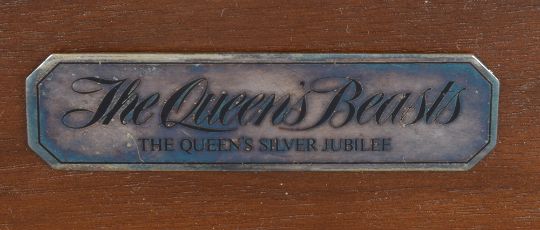 The Queen's Beasts
THE QUEEN'S SILVER JUBILEE